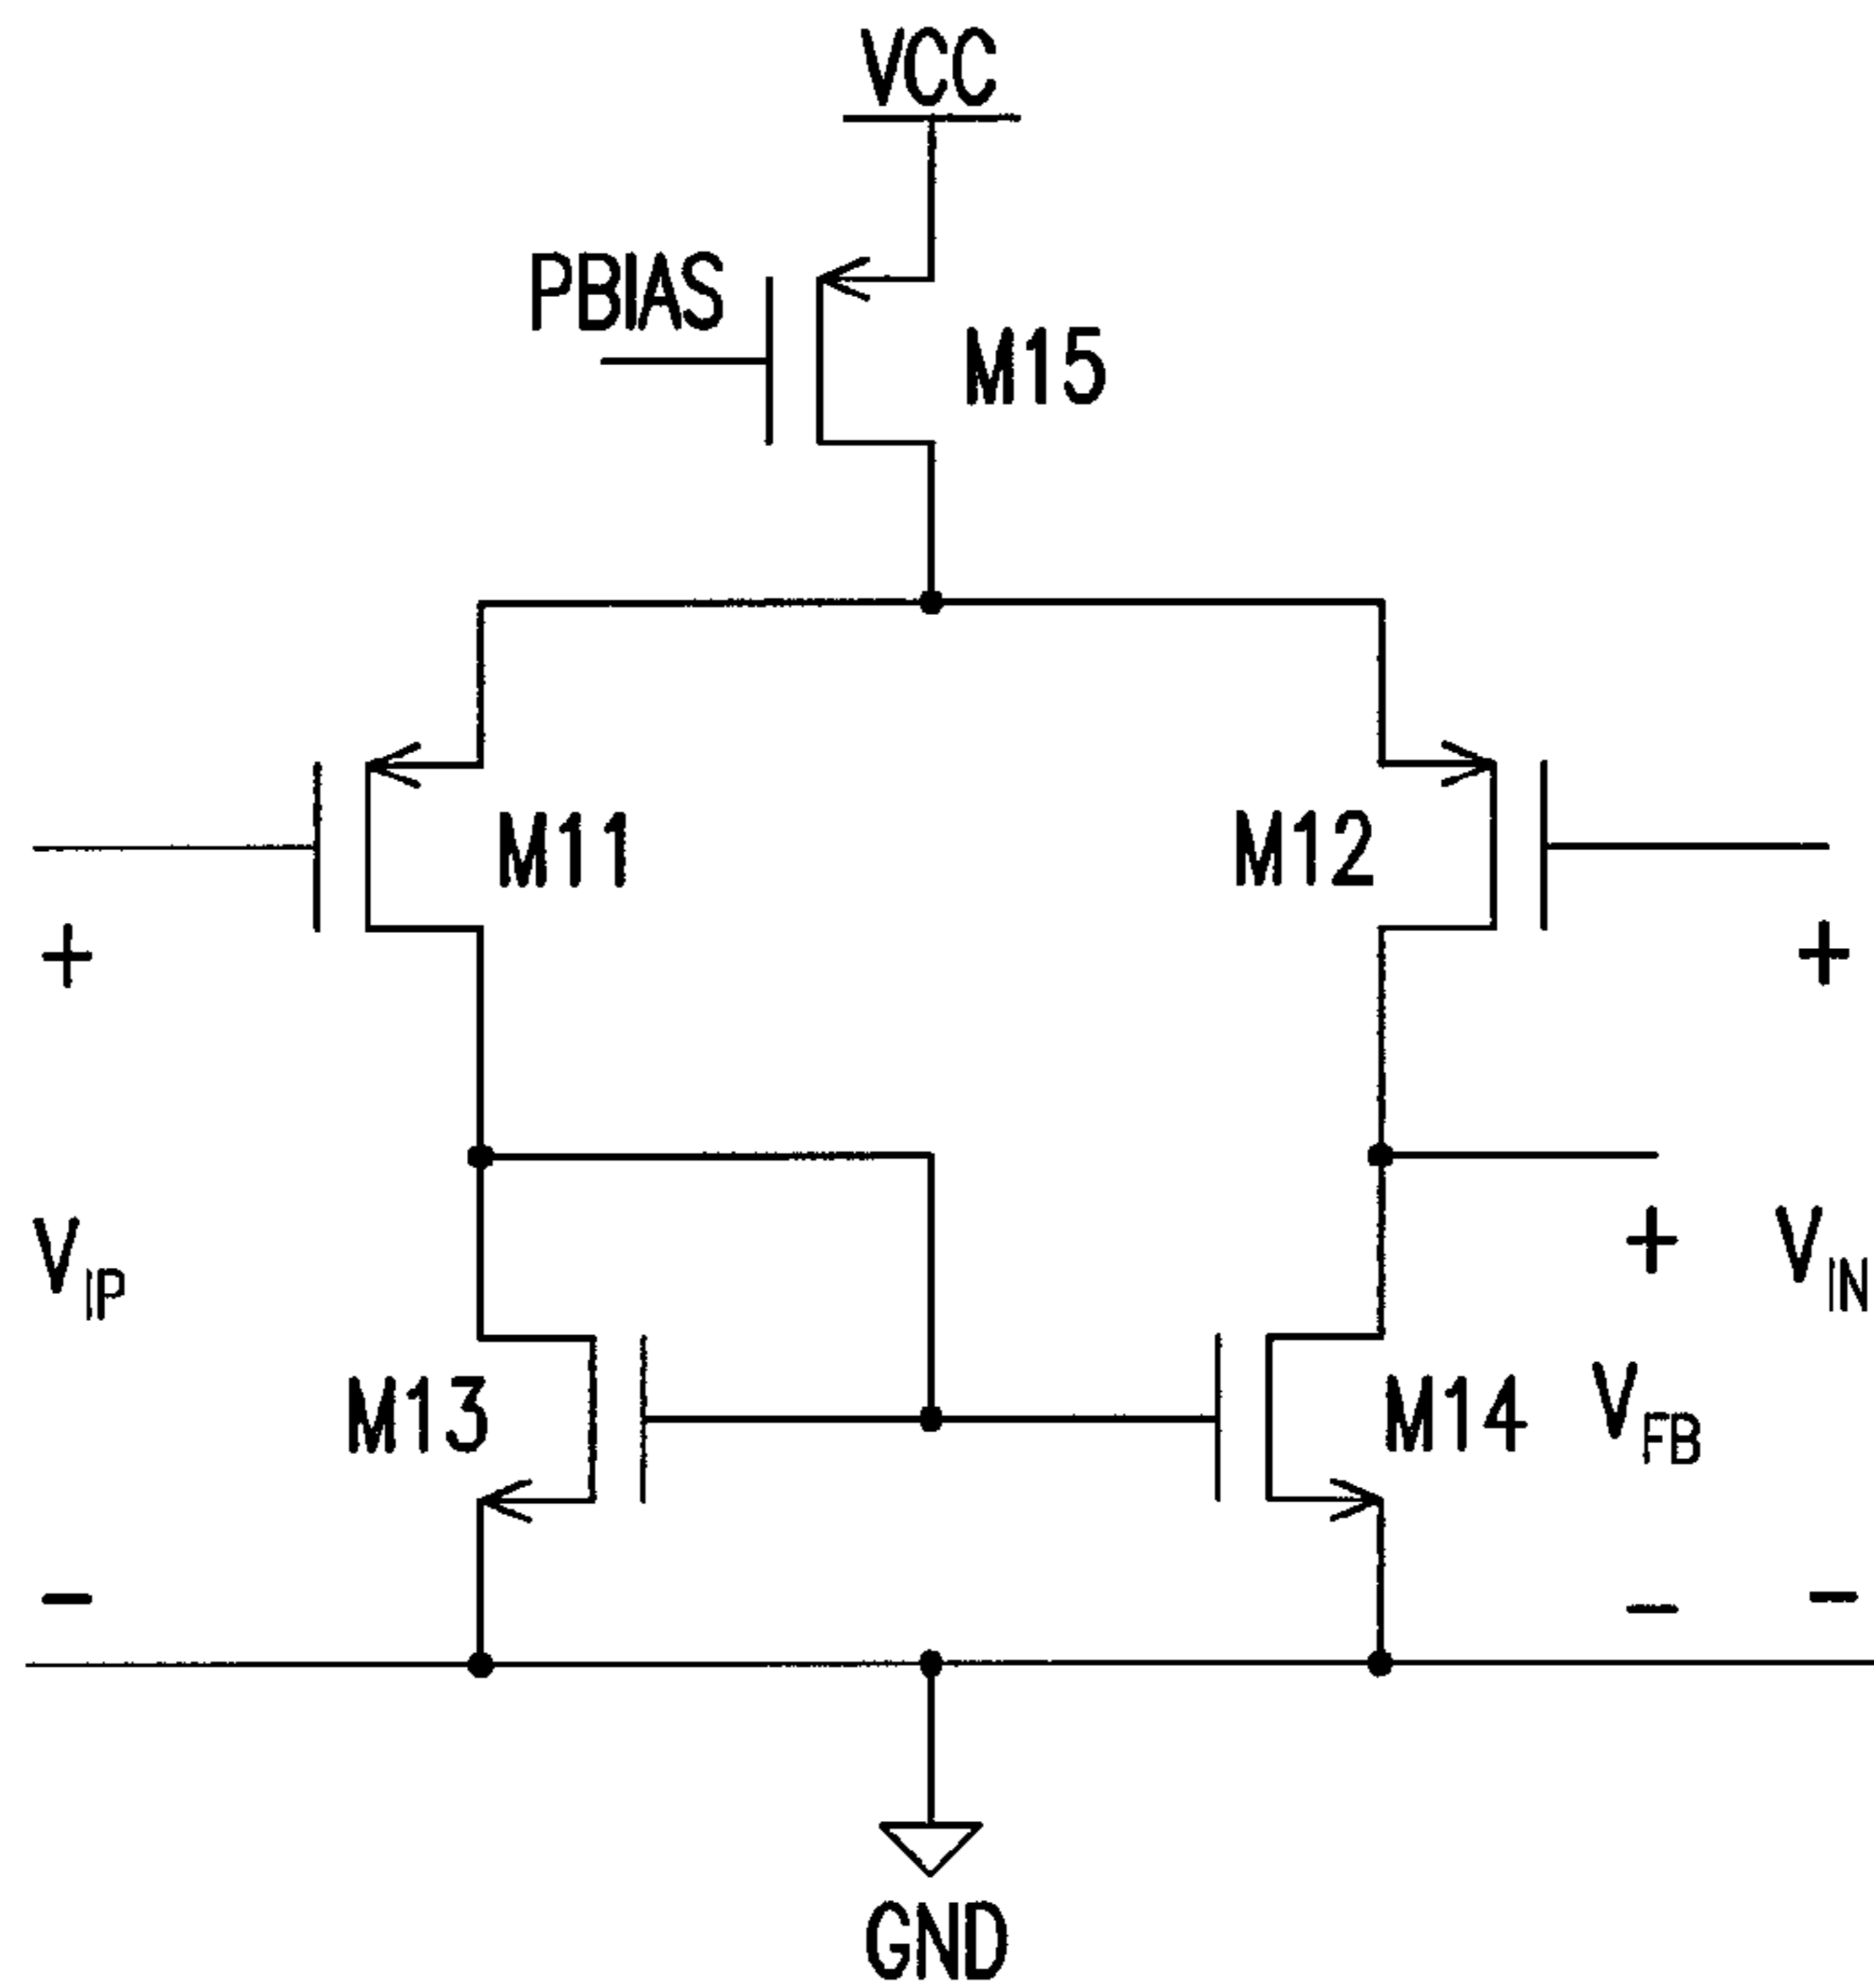 VCC
PBIAS
M15
M11
M12
+
+
V_IP
+
V_IN
M13
M14
V_FB
-
-
-
GND